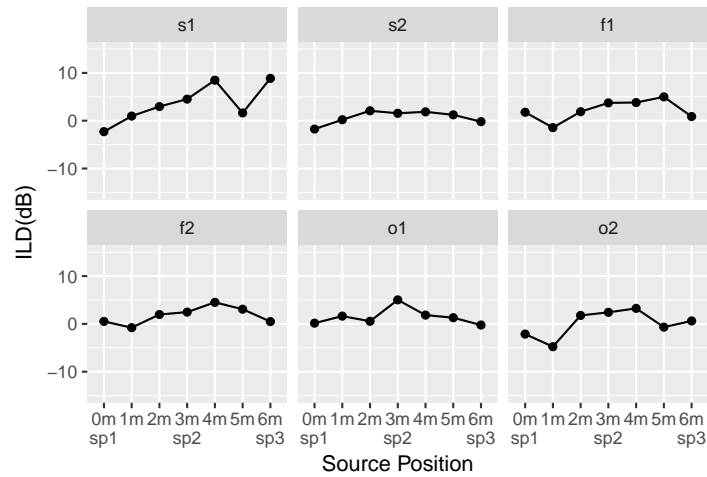 s1 s2 f1
10
0
−10
f2 o1 o2
10
0
−10
ILD(dB)
0m 1m 2m 3m 4m 5m 6m 0m 1m 2m 3m 4m 5m 6m 0m 1m 2m 3m 4m 5m 6m
sp1 sp2 sp3 sp1 sp2 sp3 sp1 sp2 sp3
Source Position